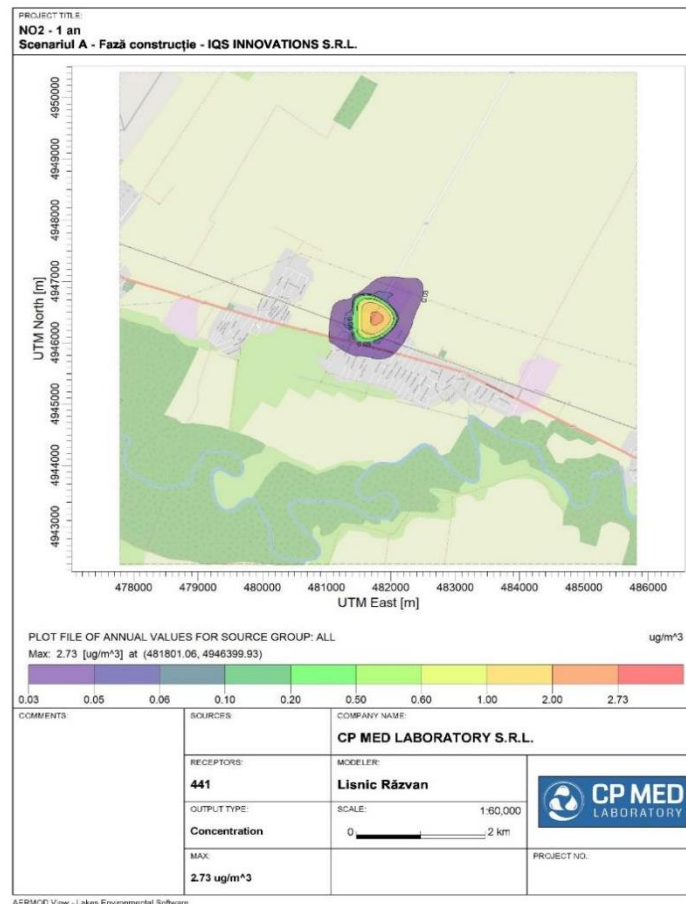 PROJECT TITLE:
NO2 - 1 an
Scenariul A - Fază construcție - IQS INNOVATIONS S.R.L.
UTM North [m]
4950000
4949000
4948000
4947000
4946000
4945000
4944000
4943000
478000 479000 480000 481000 482000 483000 484000 485000 486000
UTM East [m]
PLOT FILE OF ANNUAL VALUES FOR SOURCE GROUP: ALL
ug/m^3
Max: 2.73 [ug/m^3] at (481801.06, 4946399.93)
0.03 0.05 0.06 0.10 0.20 0.50 0.60 1.00 2.00 2.73
COMMENTS:
SOURCES:
COMPANY NAME:
CP MED LABORATORY S.R.L.
RECEPTORS:
441
MODELER:
Lisnic Răzvan
OUTPUT TYPE:
Concentration
SCALE: 1:60,000
0 2 km
CP MED
LABORATORY
MAX:
2.73 ug/m^3
PROJECT NO.:
AERMOD View - Lakes Environmental Software